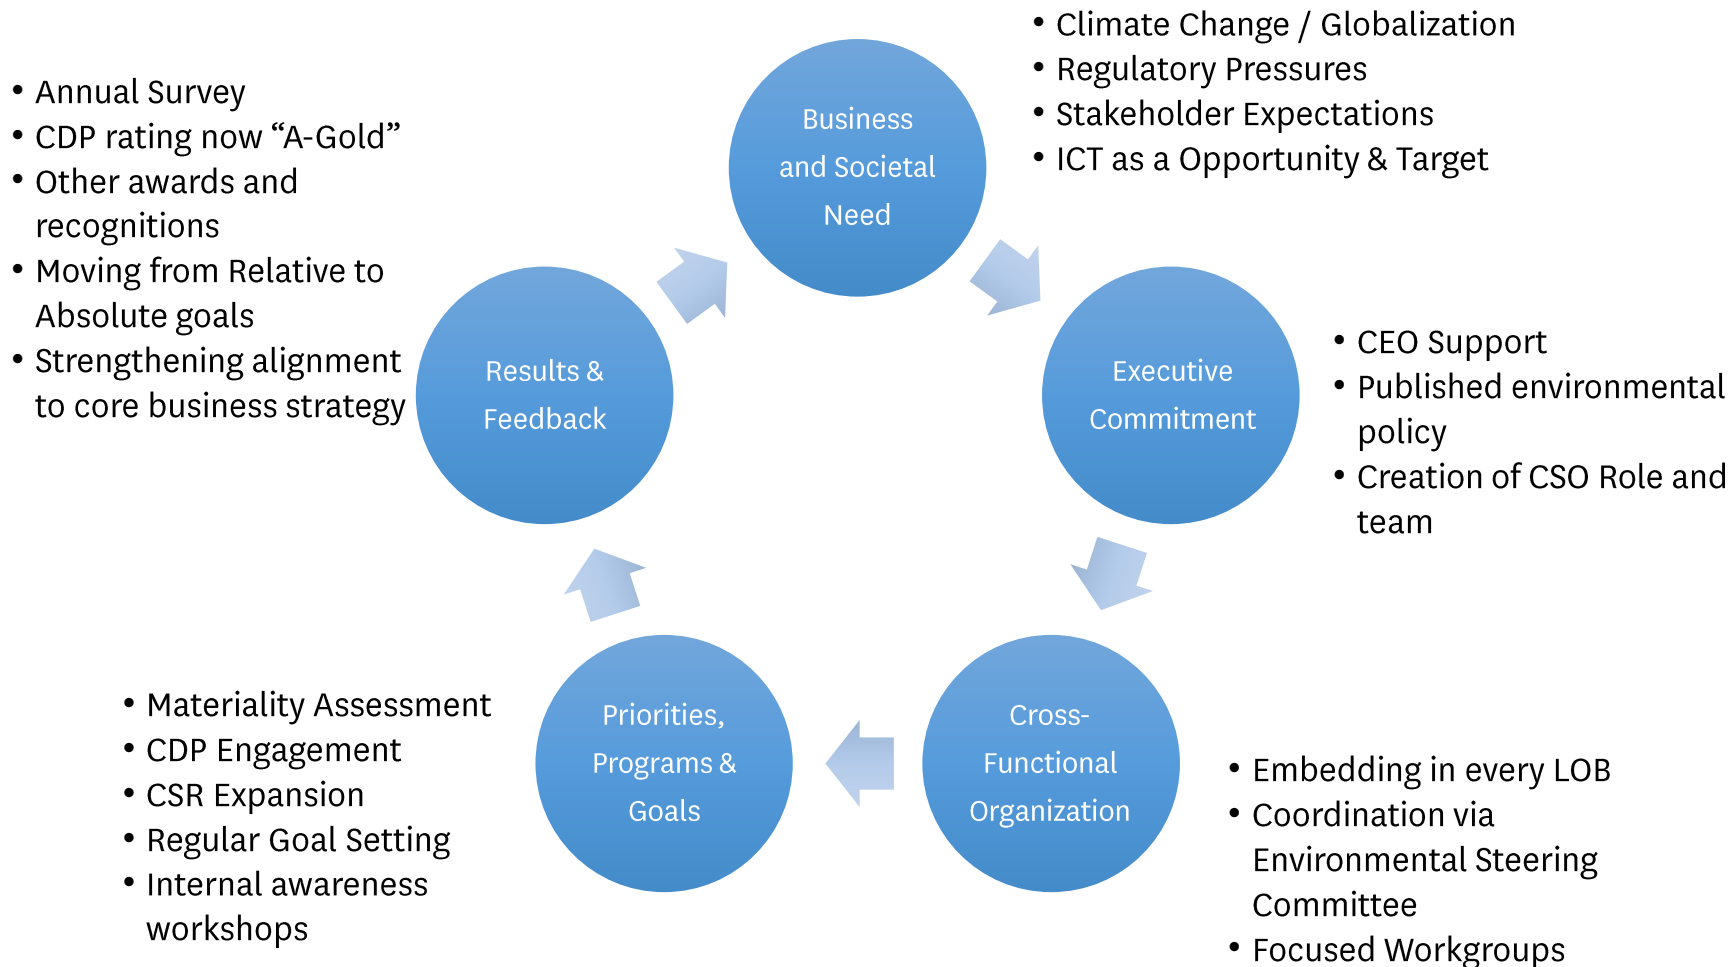 Business
and Societal
Need
• Climate Change / Globalization
• Regulatory Pressures
• Stakeholder Expectations
• ICT as a Opportunity & Target
Executive
Commitment
• CEO Support
• Published environmental
policy
• Creation of CSO Role and
team
Cross-
Functional
Organization
• Embedding in every LOB
• Coordination via
Environmental Steering
Committee
• Focused Workgroups
Priorities,
Programs &
Goals
• Materiality Assessment
• CDP Engagement
• CSR Expansion
• Regular Goal Setting
• Internal awareness
workshops
Results &
Feedback
• Annual Survey
• CDP rating now “A-Gold”
• Other awards and
recognitions
• Moving from Relative to
Absolute goals
• Strengthening alignment
to core business strategy